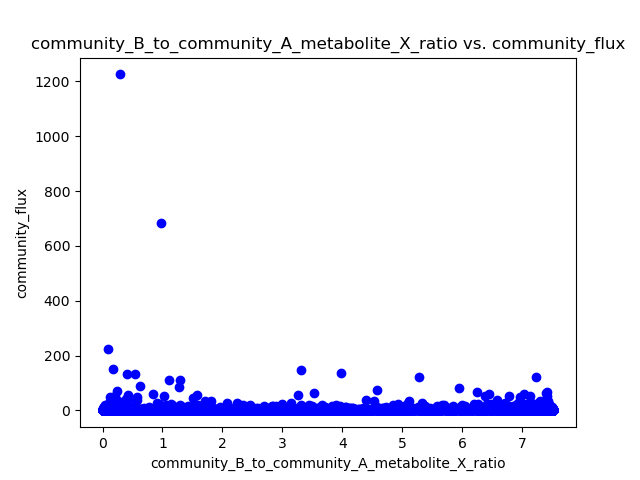 community_B_to_community_A_metabolite_X_ratio vs. community_flux
1200
1000
800
600
400
200
0
community_flux
0 1 2 3 4 5 6 7
community_B_to_community_A_metabolite_X_ratio